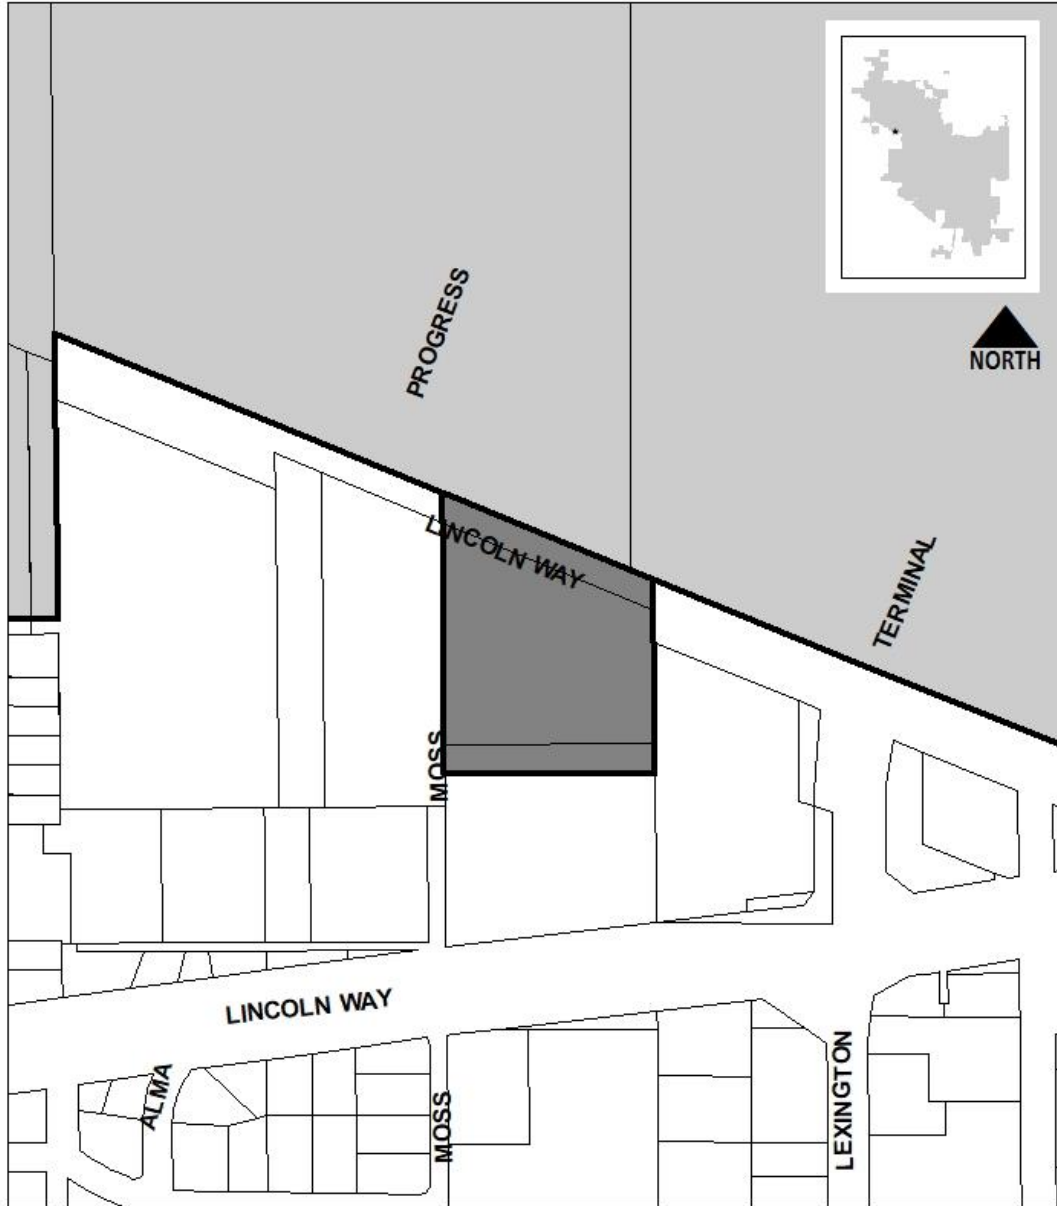 PROGRESS
NORTH
LINCOLN WAY
TERMINAL
MOSS
LINCOLN WAY
LEXINGTON
ALMA
MOSS